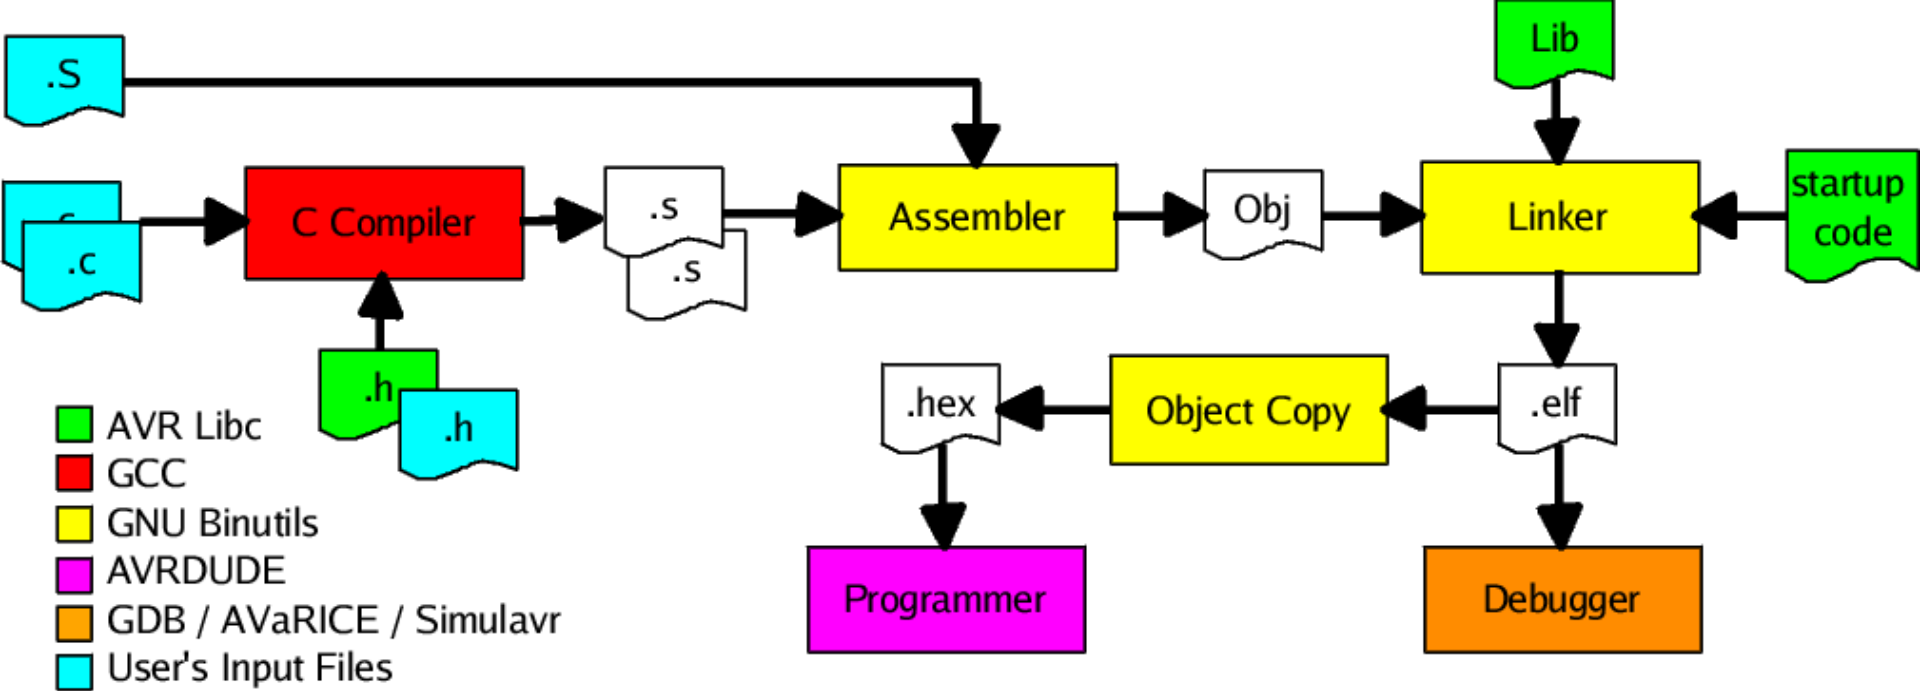 Lib
.S
startup
code
.c
.c
C Compiler
.s
.s
Assembler
Obj
Linker
.h
.h
.hex
Object Copy
.elf
AVR Libc
GCC
GNU Binutils
AVRDUDE
GDB / AVaRICE / Simulavr
User's Input Files
Programmer
Debugger